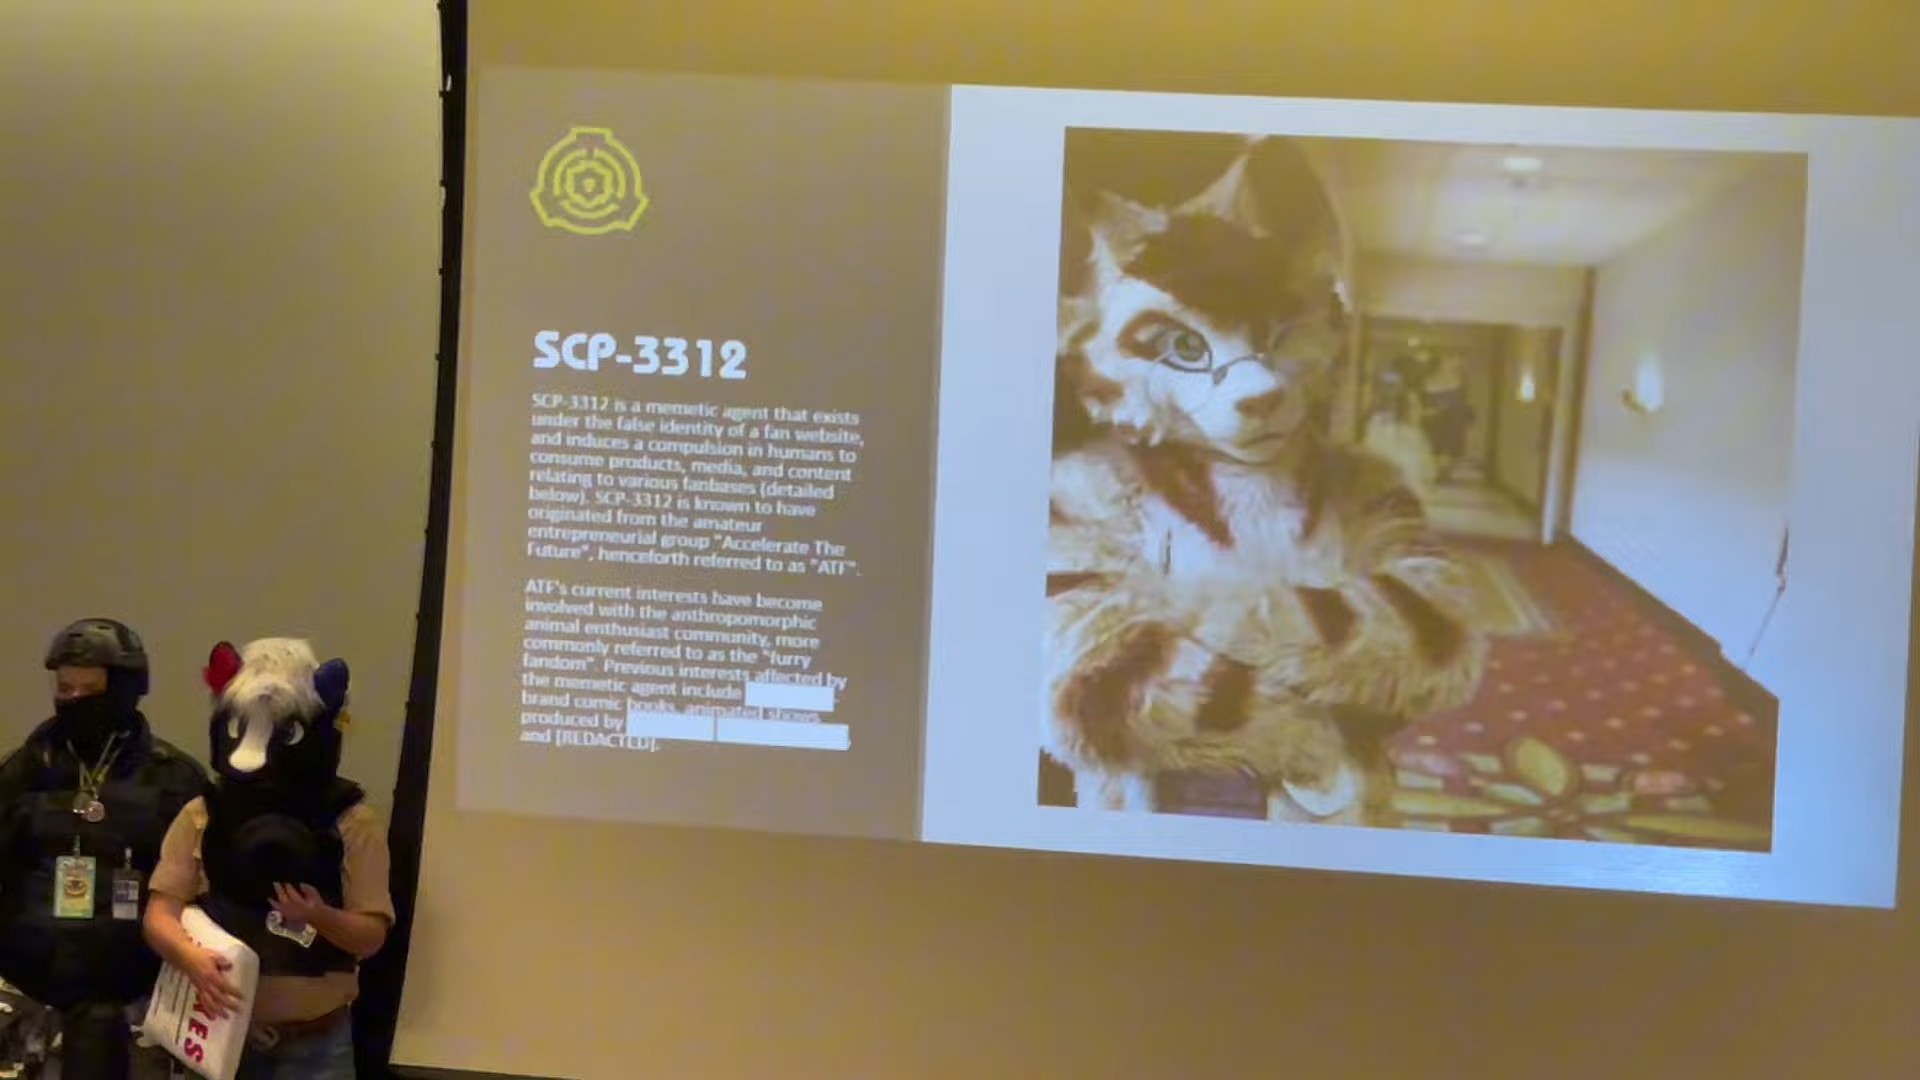 SCP-3312
SCP-3312 is a memetic agent that exists
under the false identity of a fan website,
and induces a compulsion in humans to
consume products, media, and content
relating to various fanbases (detailed
below). SCP-3312 is known to have
originated from the amateur
entrepreneurial group "Accelerate The
Future", henceforth referred to as "ATF".
ATF's current interests have become
involved with the anthropomorphic
animal enthusiast community, more
commonly referred to as the "furry
fandom". Previous interests affected by
the memetic agent include
brand comic books, animated shows
produced by
and [REDACTED].